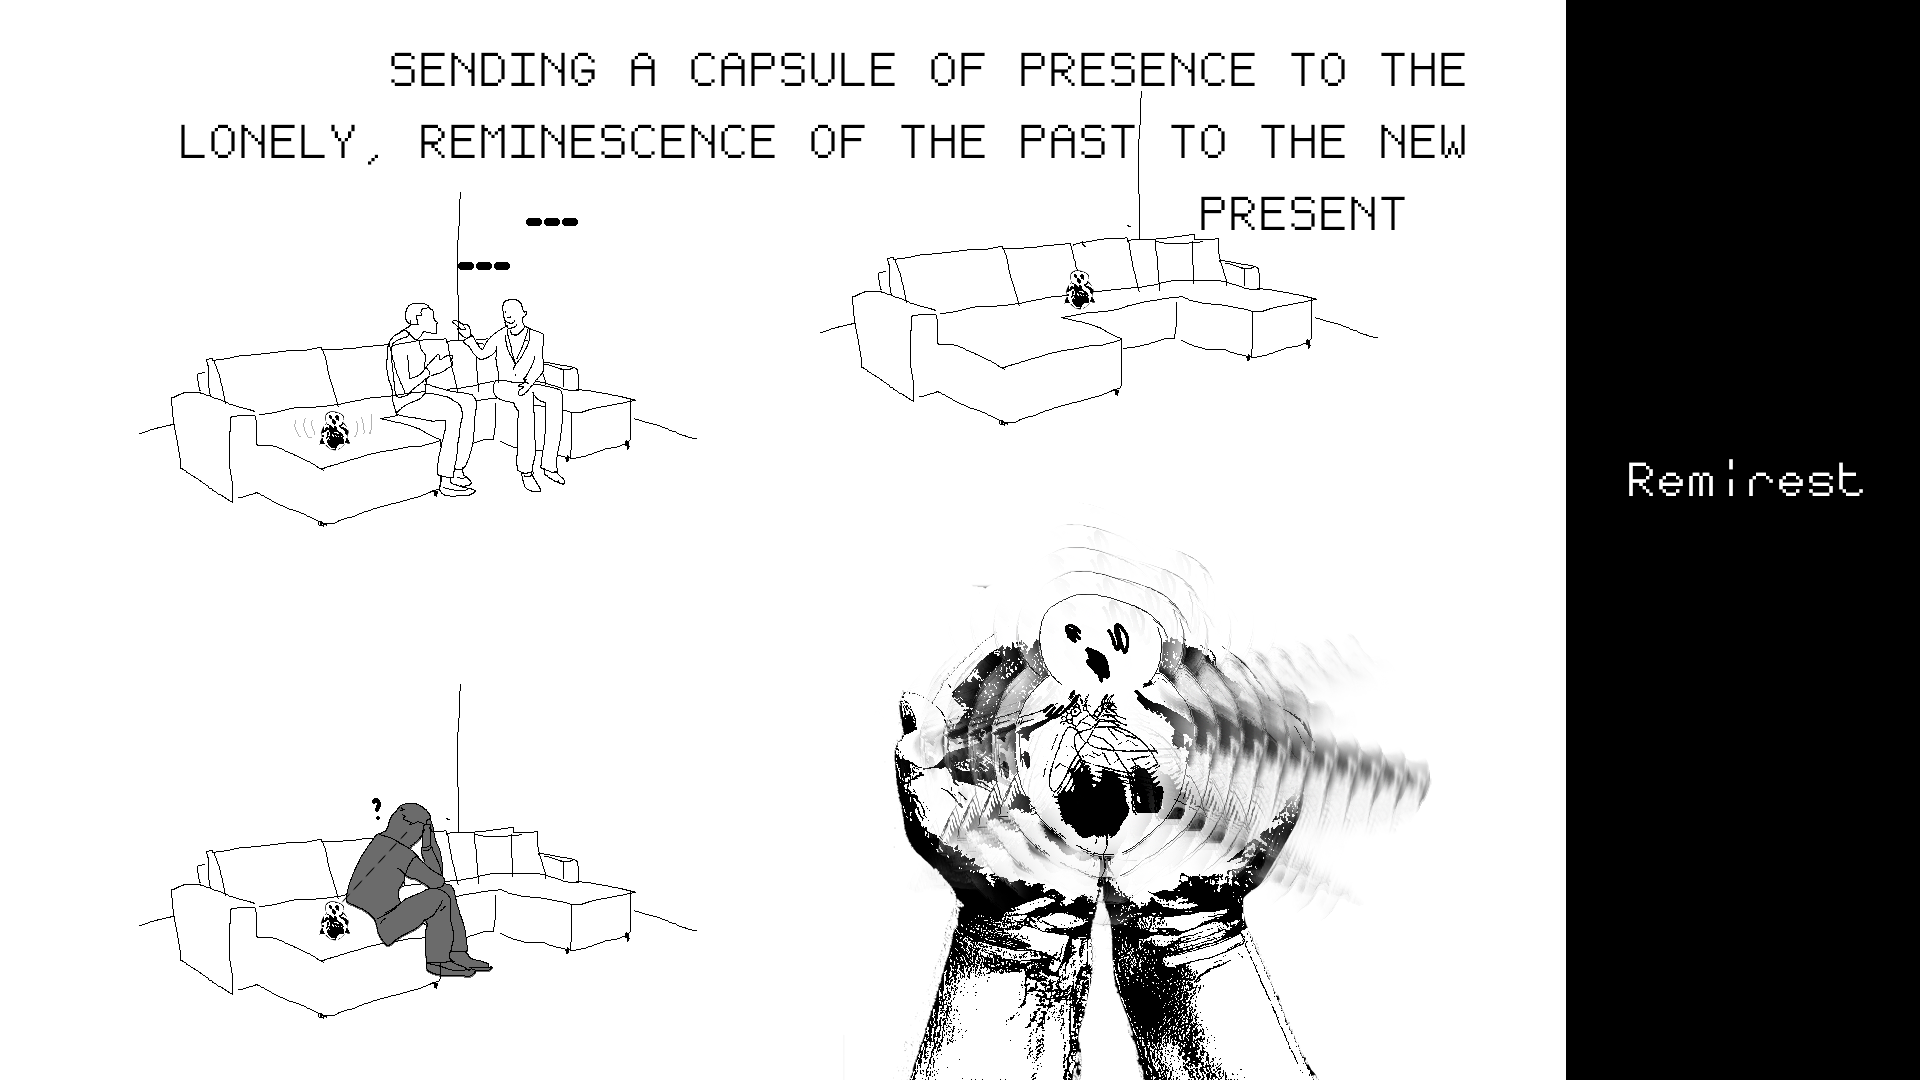 SENDING A CAPSULE OF PRESENCE TO THE
LONELY, REMINESCENCE OF THE PAST TO THE NEW
PRESENT
?
Remirest